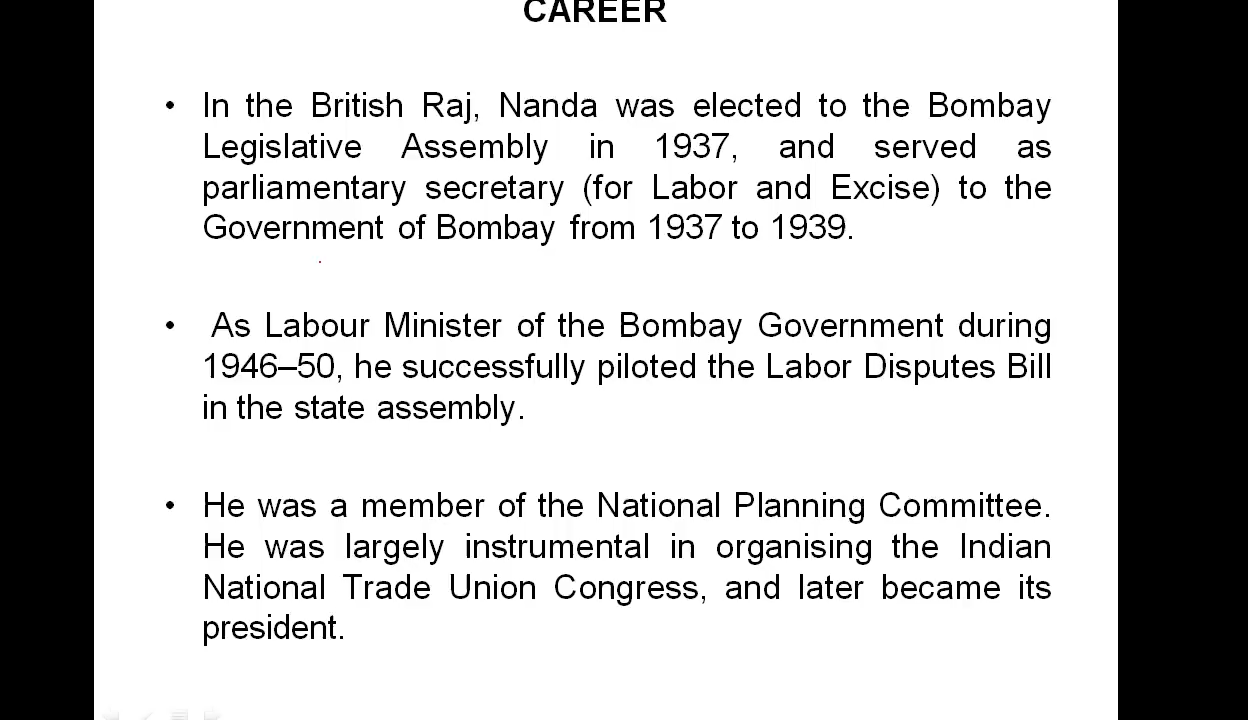 CAREER
• In the British Raj, Nanda was elected to the Bombay
Legislative Assembly in 1937, and served as
parliamentary secretary (for Labor and Excise) to the
Government of Bombay from 1937 to 1939.
• As Labour Minister of the Bombay Government during
1946–50, he successfully piloted the Labor Disputes Bill
in the state assembly.
• He was a member of the National Planning Committee.
He was largely instrumental in organising the Indian
National Trade Union Congress, and later became its
president.